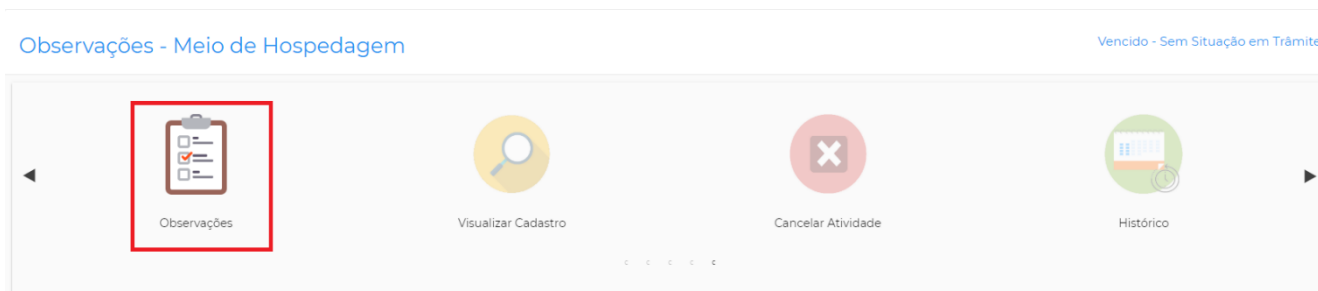 Observações - Meio de Hospedagem
Vencido - Sem Situação em Trâmite
Observações
Visualizar Cadastro
Cancelar Atividade
Histórico
c c c c c